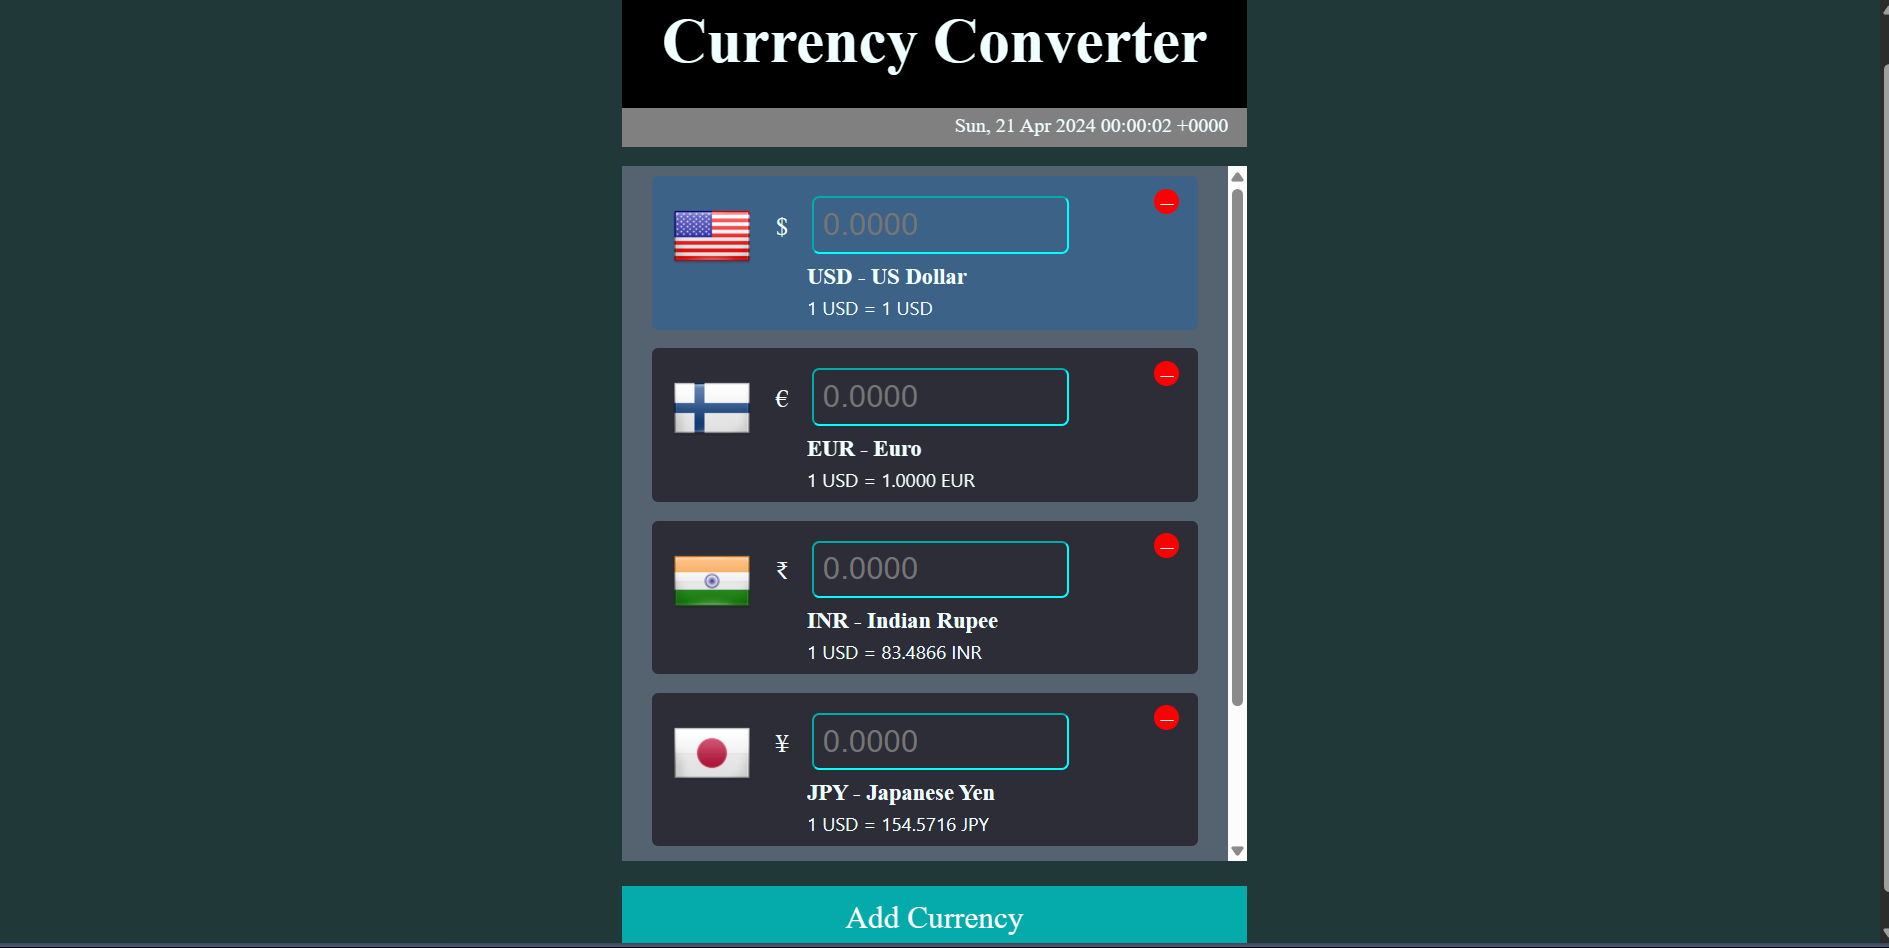 Currency Converter
Sun, 21 Apr 2024 00:00:02 +0000
$ 0.0000
USD - US Dollar
1 USD = 1 USD
€ 0.0000
EUR - Euro
1 USD = 1.0000 EUR
₹ 0.0000
INR - Indian Rupee
1 USD = 83.4866 INR
¥ 0.0000
JPY - Japanese Yen
1 USD = 154.5716 JPY
Add Currency